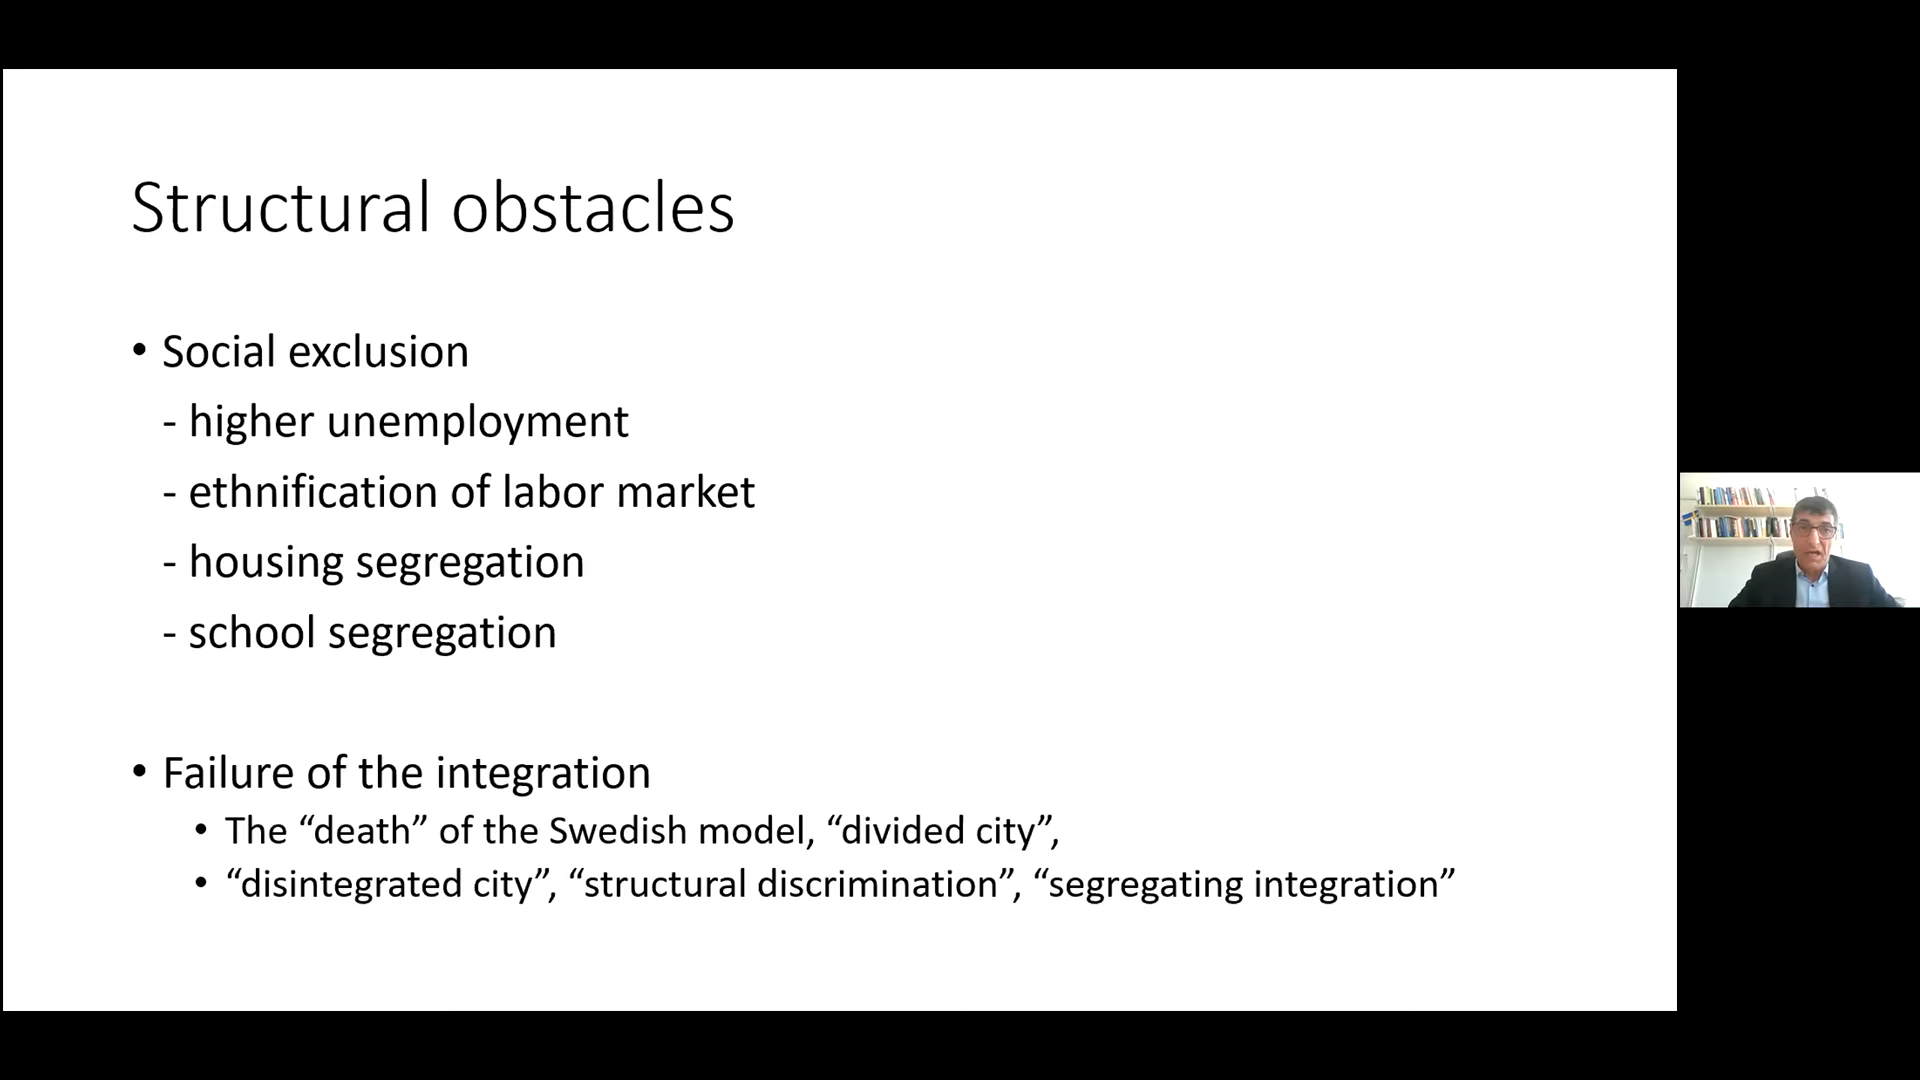 Structural obstacles
• Social exclusion
- higher unemployment
- ethnification of labor market
- housing segregation
- school segregation
• Failure of the integration
• The “death” of the Swedish model, “divided city”,
• “disintegrated city”, “structural discrimination”, “segregating integration”